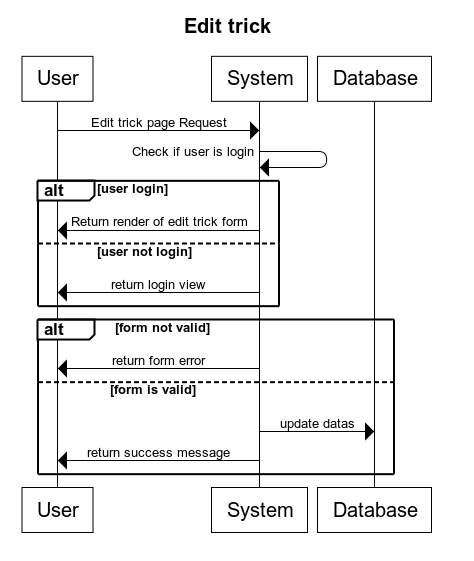 Edit trick
User
System
Database
Edit trick page Request
Check if user is login
alt
[user login]
Return render of edit trick form
[user not login]
return login view
alt
[form not valid]
return form error
[form is valid]
update datas
return success message
User
System
Database